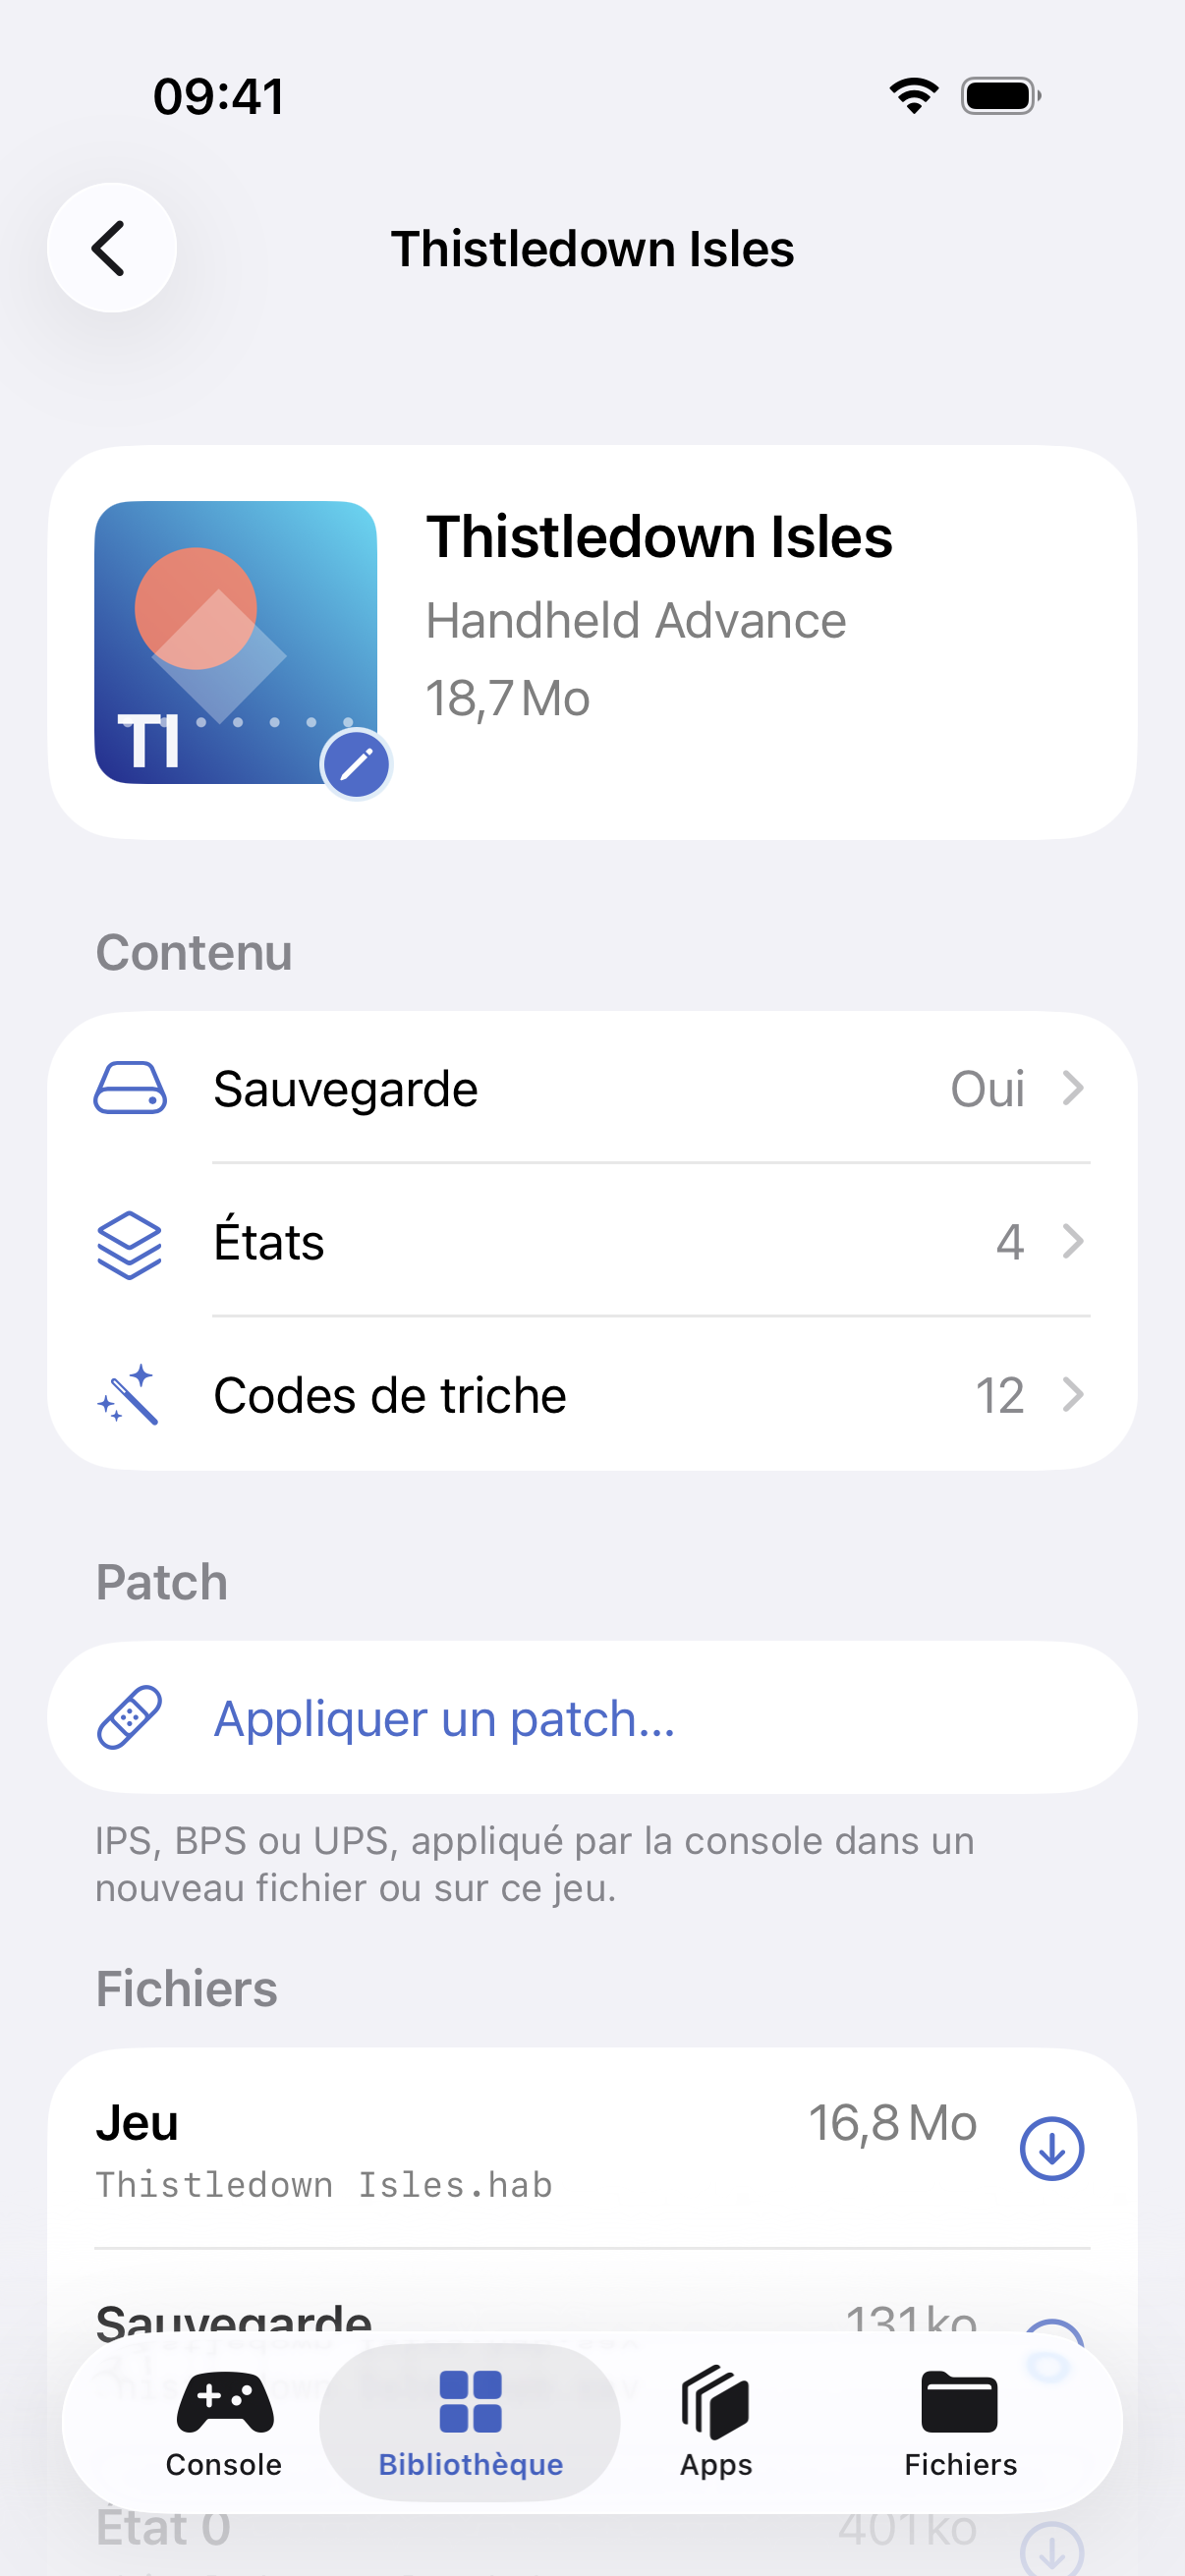 09:41
Thistledown Isles
Thistledown Isles
Handheld Advance
18,7 Mo
TI
Contenu
Sauvegarde Oui
États 4
Codes de triche 12
Patch
Appliquer un patch...
IPS, BPS ou UPS, appliqué par la console dans un
nouveau fichier ou sur ce jeu.
Fichiers
Jeu 16,8 Mo
Thistledown Isles.hab
Sauvegarde 131 ko
Console Bibliothèque Apps Fichiers
État 0 401 ko